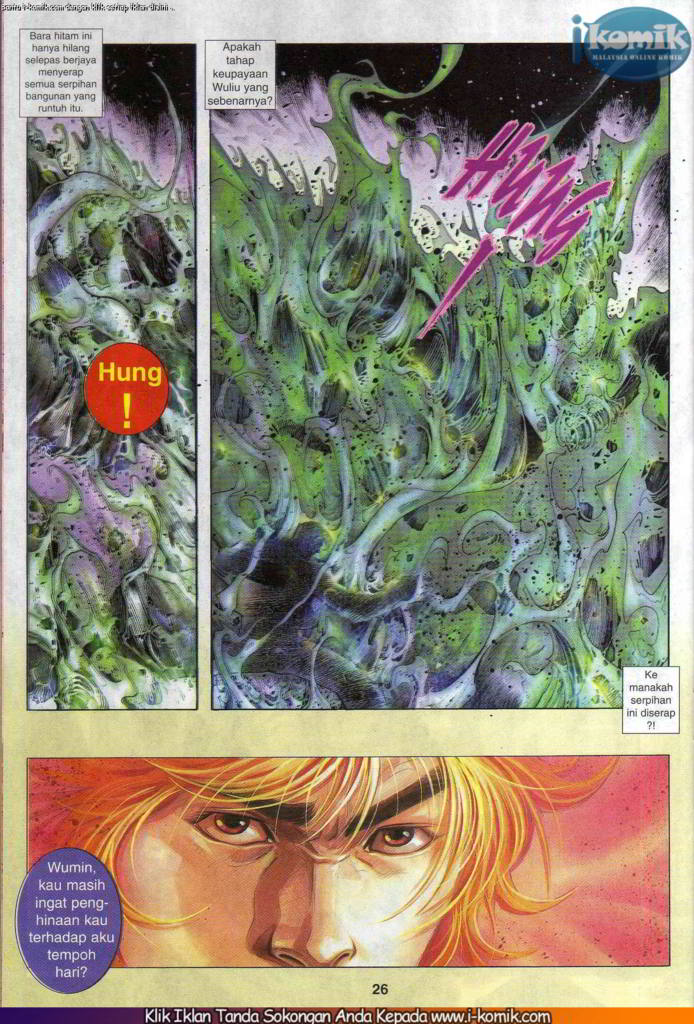 iKomik
MALAYSIA ONLINE KOMIK
Bara hitam ini
hanya hilang
selepas berjaya
menyerap
semua serpihan
bangunan yang
runtuh itu.
Apakah
tahap
keupayaan
Wuliu yang
sebenarnya?
HUNG
!
Hung
!
Ke
manakah
serpihan
ini diserap
?!
Wumin,
kau masih
ingat peng-
hinaan kau
terhadap aku
tempoh
hari?
26
Klik Iklan Tanda Sokongan Anda Kepada www.i-komik.com